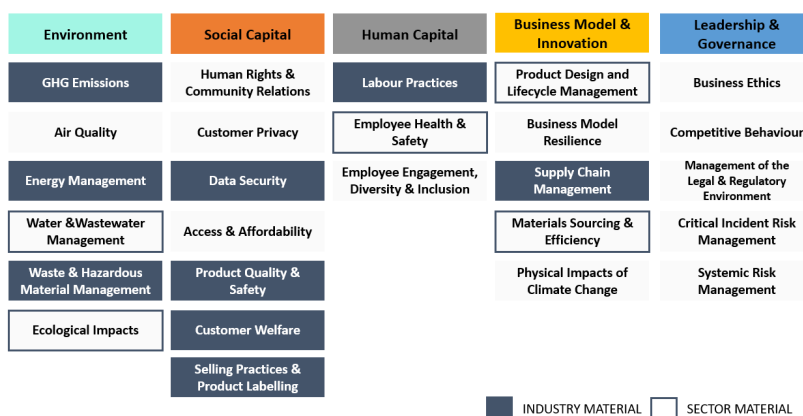 Environment
GHG Emissions
Air Quality
Energy Management
Water &Wastewater
Management
Waste & Hazardous
Material Management
Ecological Impacts
Social Capital
Human Rights &
Community Relations
Customer Privacy
Data Security
Access & Affordability
Product Quality &
Safety
Customer Welfare
Selling Practices &
Product Labelling
Human Capital
Labour Practices
Employee Health &
Safety
Employee Engagement,
Diversity & Inclusion
Business Model &
Innovation
Product Design and
Lifecycle Management
Business Model
Resilience
Supply Chain
Management
Materials Sourcing &
Efficiency
Physical Impacts of
Climate Change
Leadership &
Governance
Business Ethics
Competitive Behaviour
Management of the
Legal & Regulatory
Environment
Critical Incident Risk
Management
Systemic Risk
Management
INDUSTRY MATERIAL
SECTOR MATERIAL